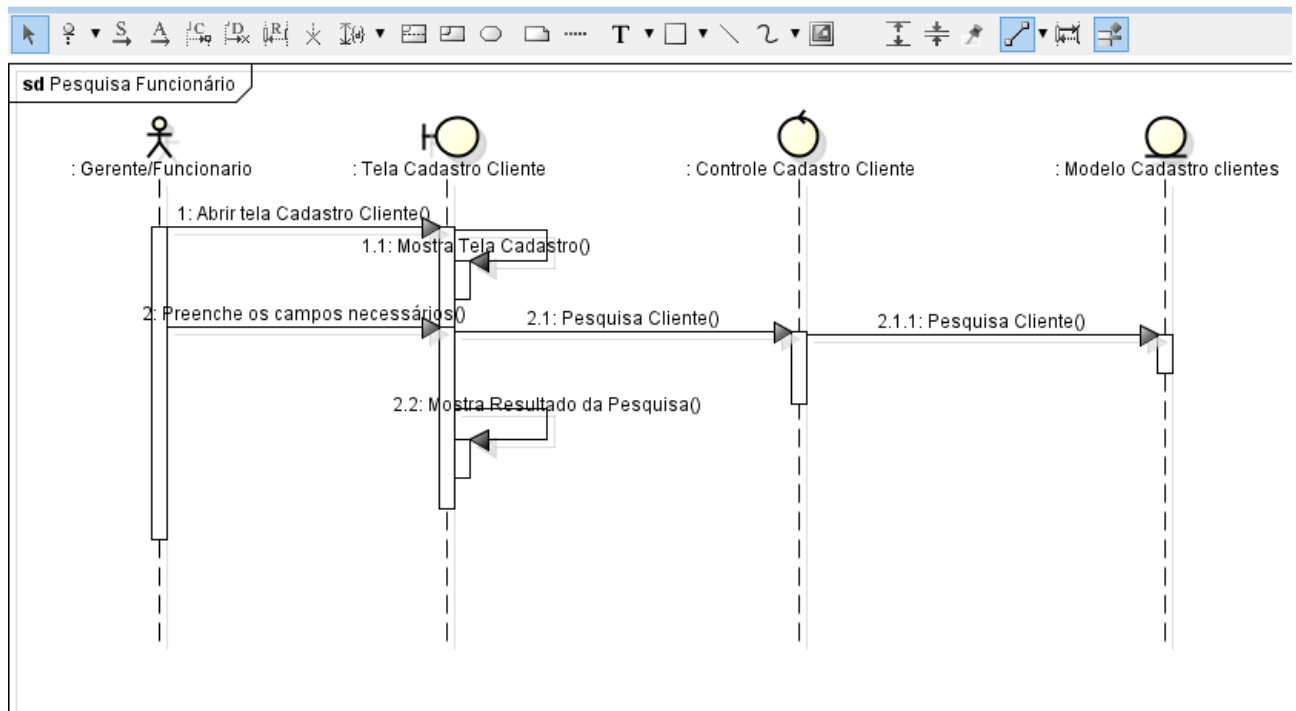 S A C D R T
sd Pesquisa Funcionário
: Gerente/Funcionario
: Tela Cadastro Cliente
: Controle Cadastro Cliente
: Modelo Cadastro clientes
1: Abrir tela Cadastro Cliente()
1.1: Mostra Tela Cadastro()
2: Preenche os campos necessários()
2.1: Pesquisa Cliente()
2.1.1: Pesquisa Cliente()
2.2: Mostra Resultado da Pesquisa()